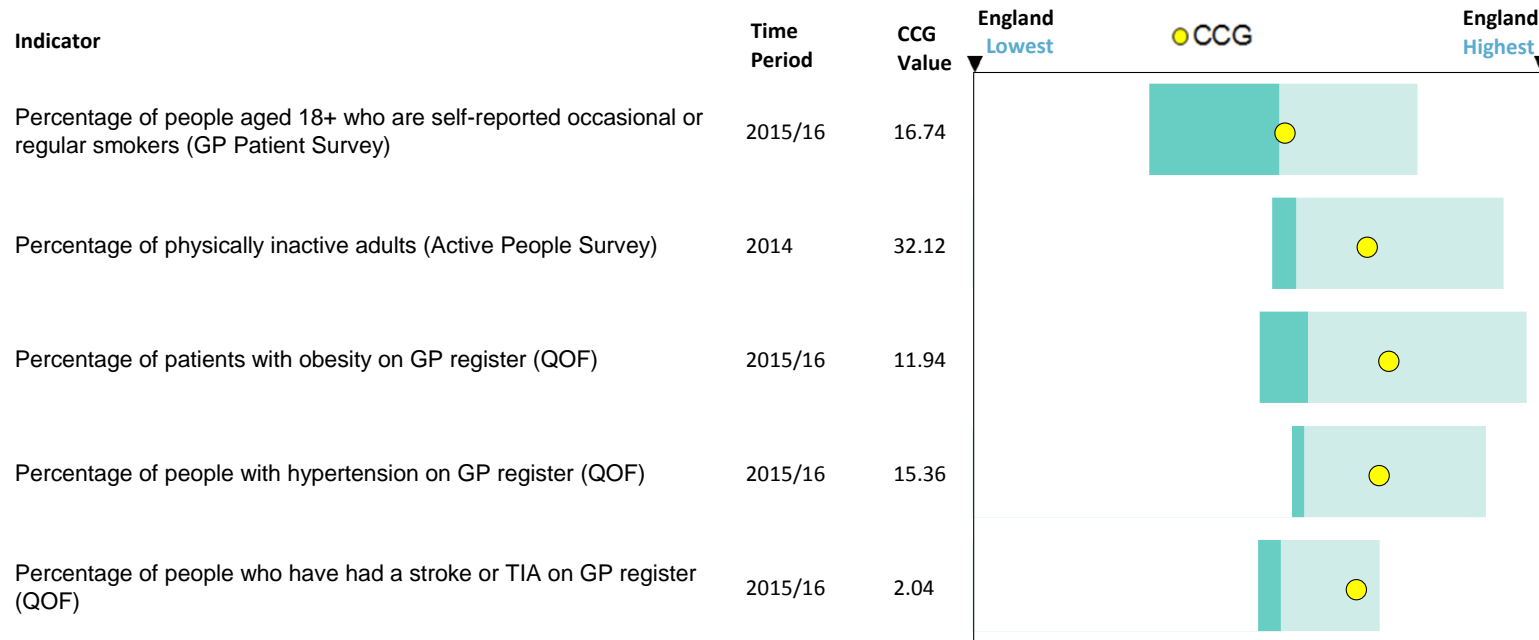 Indicator
Time
Period
CCG
Value
England
Lowest
CCG
England
Highest
Percentage of people aged 18+ who are self-reported occasional or
regular smokers (GP Patient Survey)
2015/16
16.74
Percentage of physically inactive adults (Active People Survey)
2014
32.12
Percentage of patients with obesity on GP register (QOF)
2015/16
11.94
Percentage of people with hypertension on GP register (QOF)
2015/16
15.36
Percentage of people who have had a stroke or TIA on GP register
(QOF)
2015/16
2.04